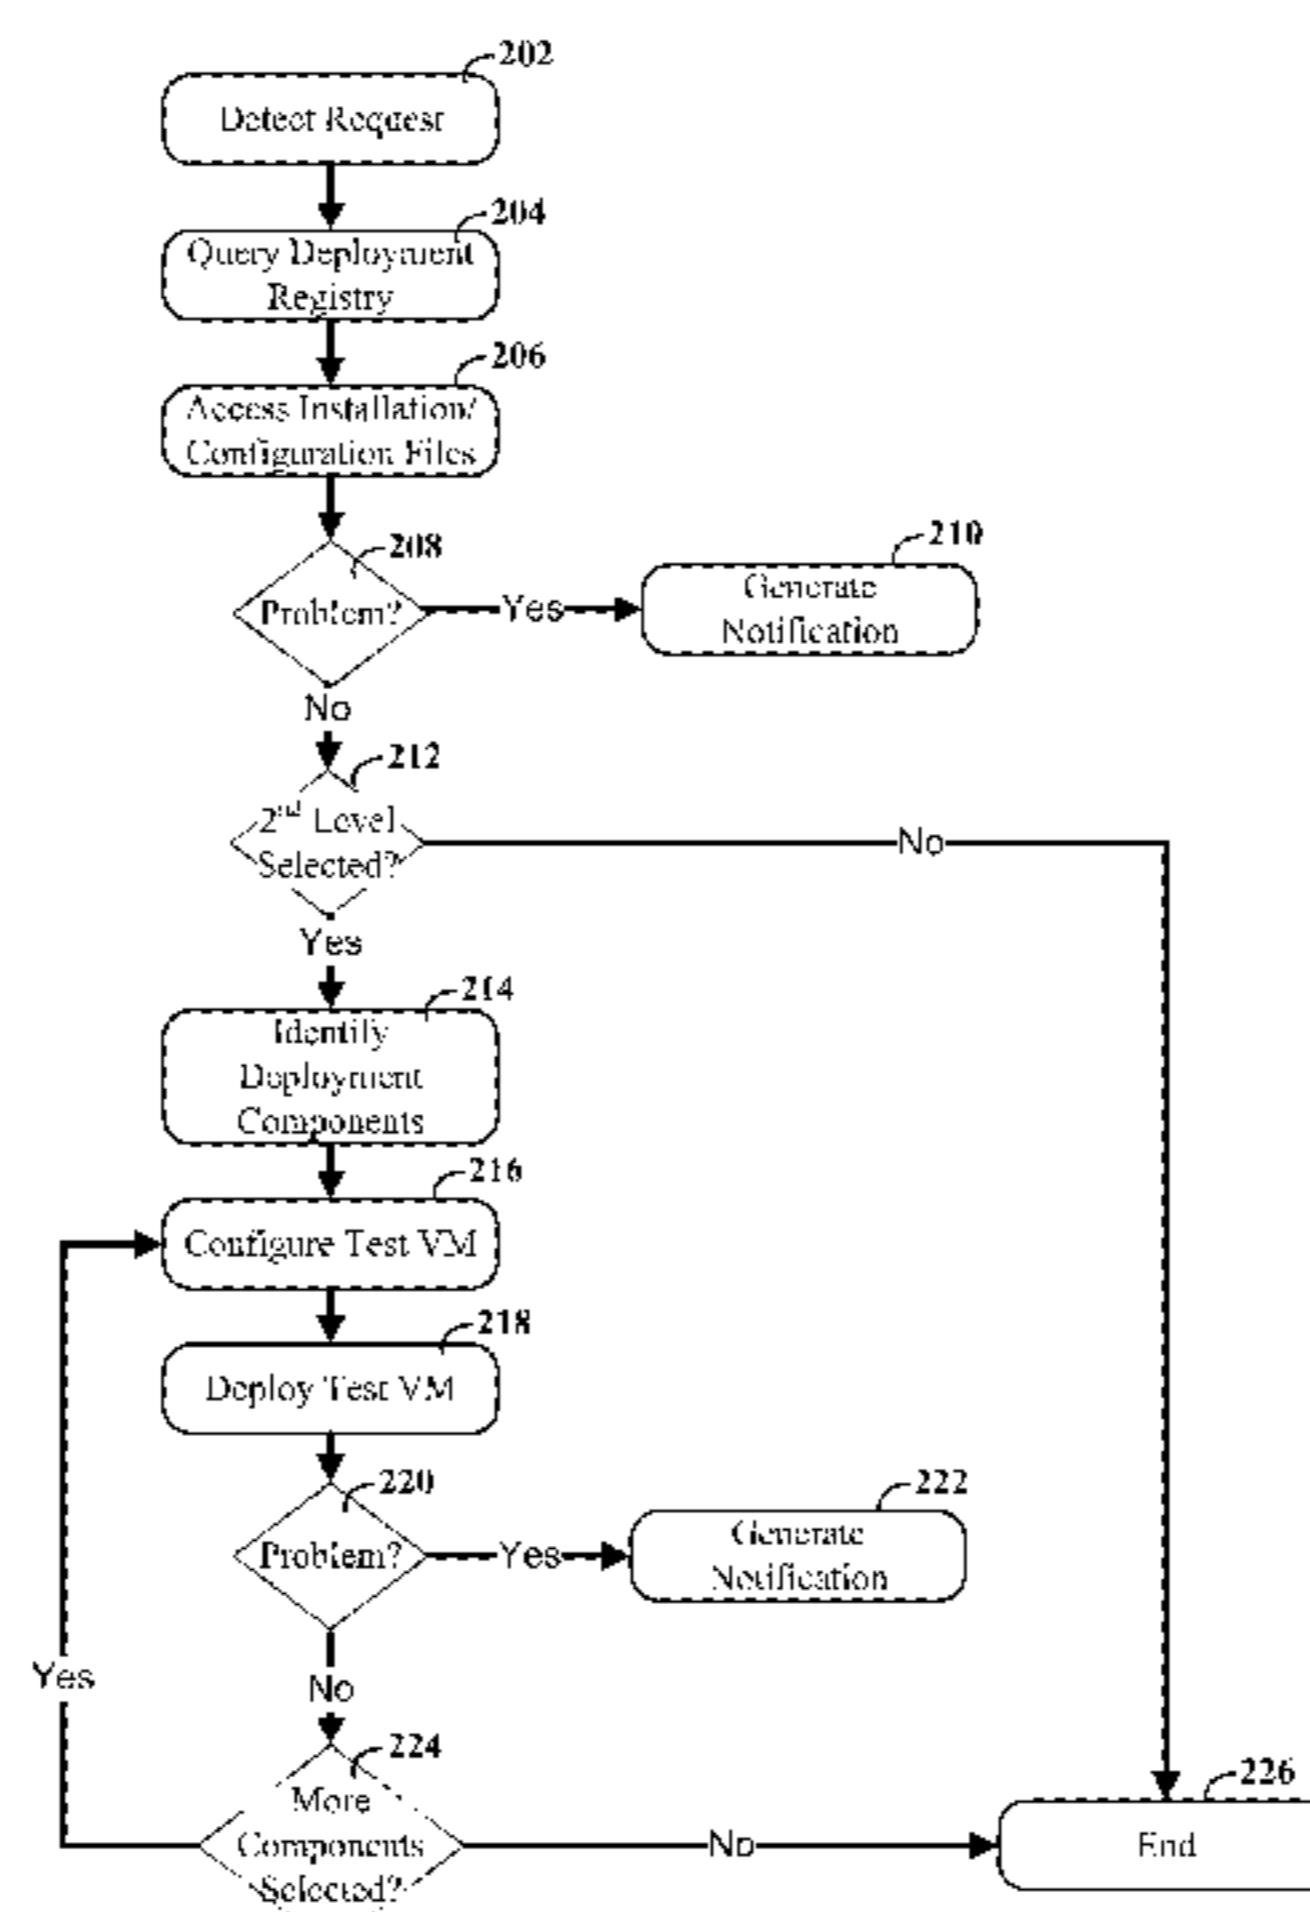 202
Detect Request
204
Query Deployment
Registry
206
Access Installation/
Configuration Files
208
Problem?
Yes
210
Generate
Notification
No
212
2nd Level
Selected?
No
Yes
214
Identify
Deployment
Components
216
Configure Test VM
218
Deploy Test VM
220
Problem?
Yes
222
Generate
Notification
No
Yes
224
More
Components
Selected?
No
226
End